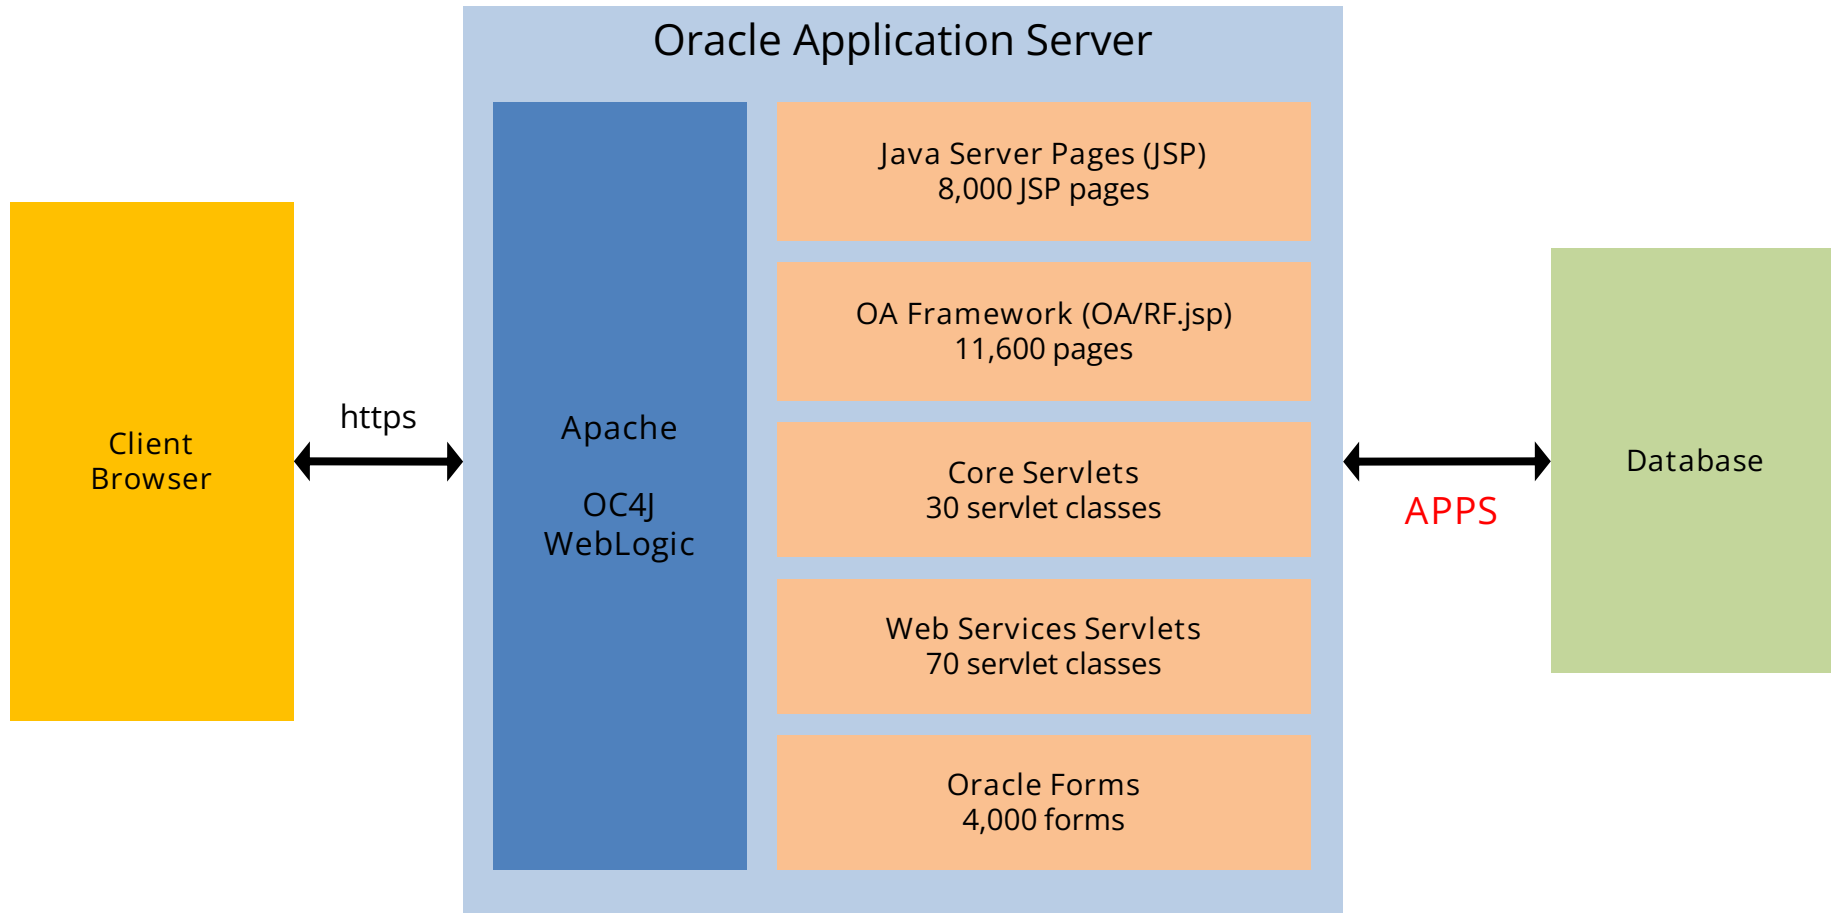 Oracle Application Server
Client
Browser
https
Apache
OC4J
WebLogic
Java Server Pages (JSP)
8,000 JSP pages
OA Framework (OA/RF.jsp)
11,600 pages
Core Servlets
30 servlet classes
Web Services Servlets
70 servlet classes
Oracle Forms
4,000 forms
APPS
Database